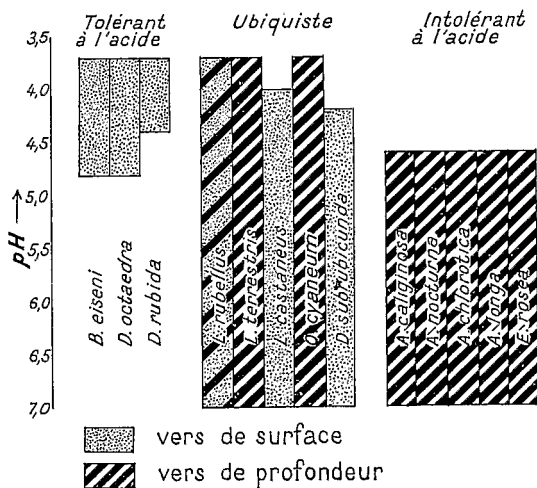 Tolérant à l'acide
Ubiquiste
Intolérant à l'acide
pH →
3,5
4,0
4,5
5,0
5,5
6,0
6,5
7,0
B. eiseni
D. octaedra
D. rubida
L. rubellus
L. terrestris
L. castaneus
O. cyaneum
D. subrubicunda
A. caliginosa
A. nocturna
A. chlorotica
A. longa
E. rosea
vers de surface
vers de profondeur